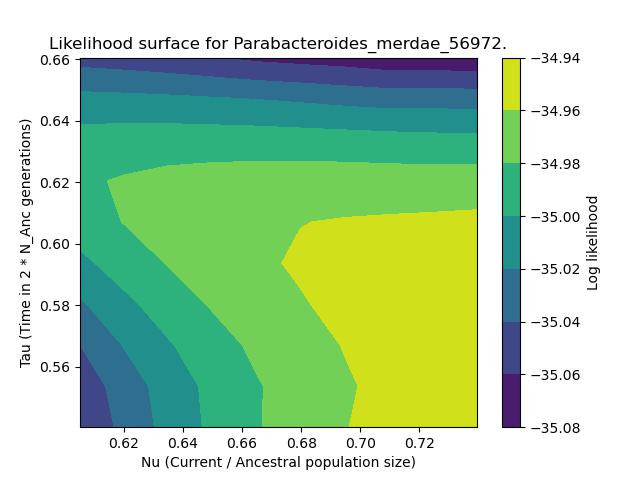 Likelihood surface for Parabacteroides_merdae_56972.
0.66
0.64
0.62
0.60
0.58
0.56
Tau (Time in 2 * N_Anc generations)
0.62 0.64 0.66 0.68 0.70 0.72
Nu (Current / Ancestral population size)
−34.94
−34.96
−34.98
−35.00
−35.02
−35.04
−35.06
−35.08
Log likelihood